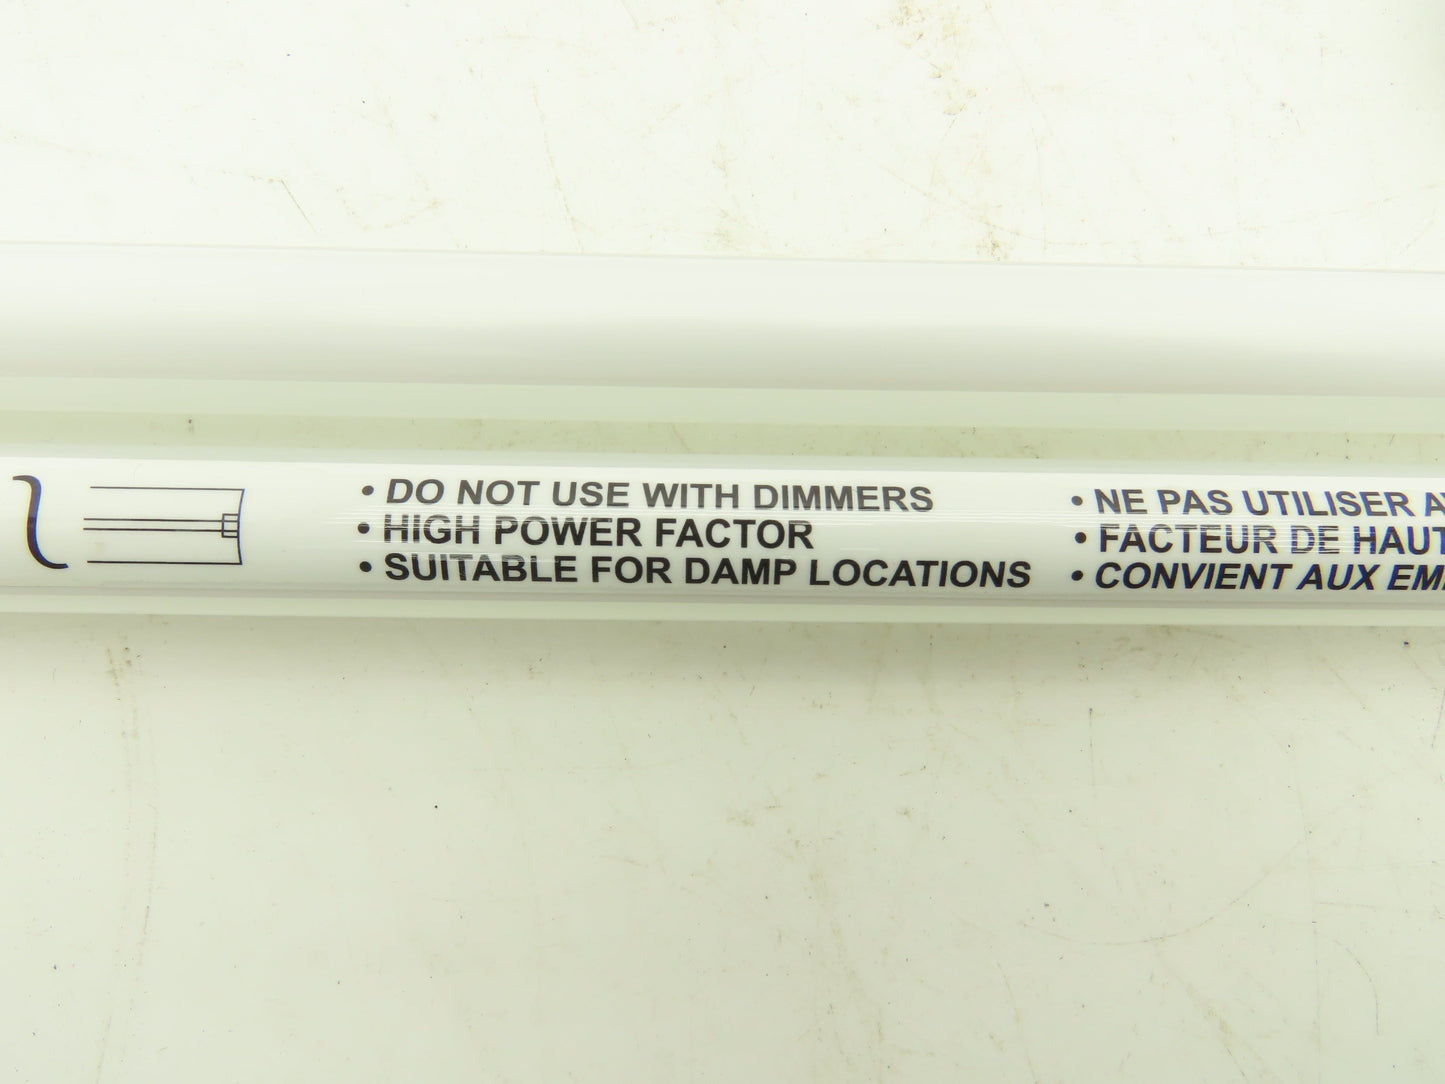 • DO NOT USE WITH DIMMERS
• HIGH POWER FACTOR
• SUITABLE FOR DAMP LOCATIONS
• NE PAS UTILISER
• FACTEUR DE HAUT
• CONVIENT AUX